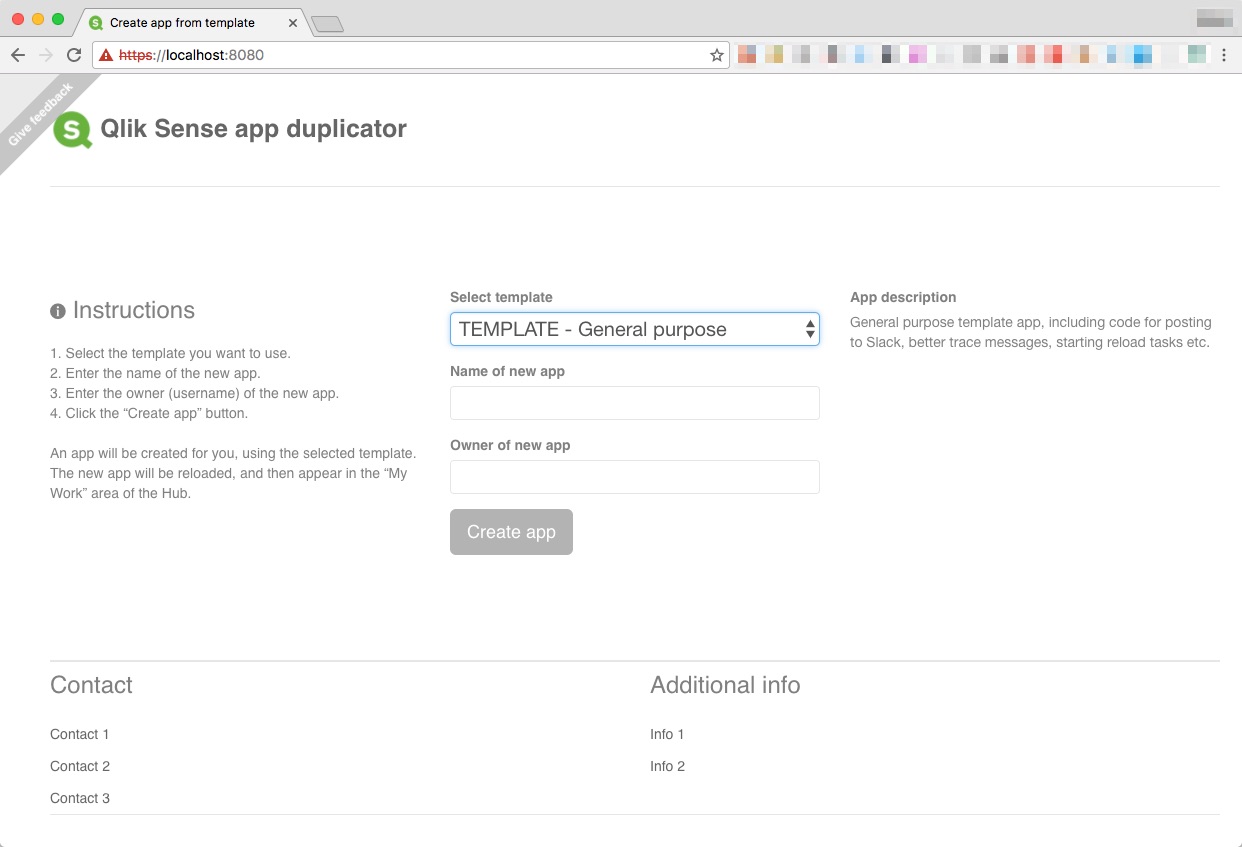 Create app from template
https://localhost:8080
Give feedback
S Qlik Sense app duplicator
Instructions
1. Select the template you want to use.
2. Enter the name of the new app.
3. Enter the owner (username) of the new app.
4. Click the “Create app” button.
An app will be created for you, using the selected template.
The new app will be reloaded, and then appear in the “My
Work” area of the Hub.
Select template
TEMPLATE - General purpose
Name of new app
Owner of new app
Create app
App description
General purpose template app, including code for posting
to Slack, better trace messages, starting reload tasks etc.
Contact
Contact 1
Contact 2
Contact 3
Additional info
Info 1
Info 2